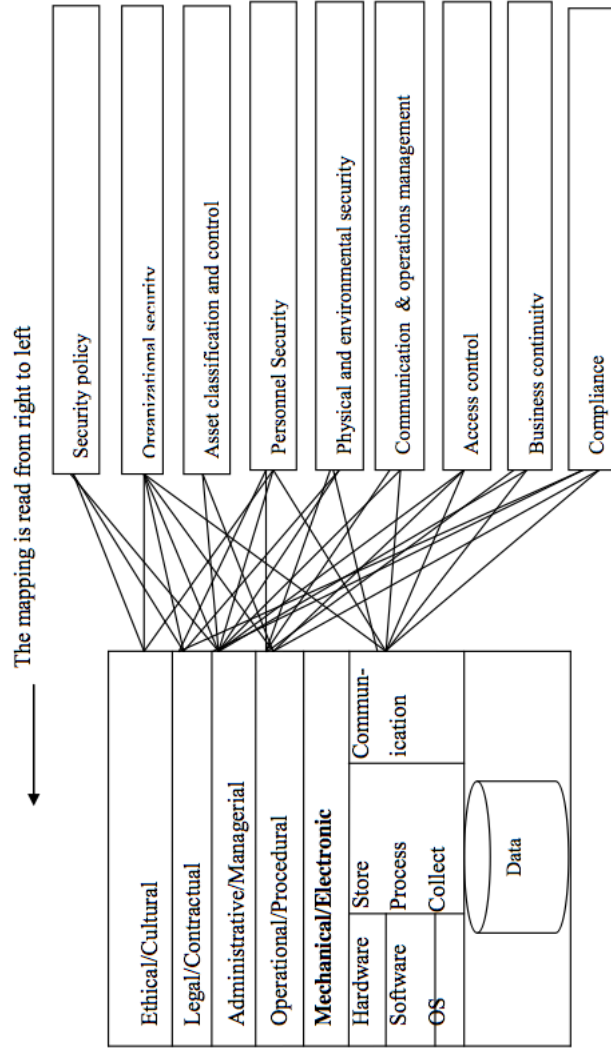 The mapping is read from right to left
Ethical/Cultural
Legal/Contractual
Administrative/Managerial
Operational/Procedural
Mechanical/Electronic
Hardware
Store
Commun-
ication
Software
Process
OS
Collect
Data
Security policy
Organizational security
Asset classification and control
Personnel Security
Physical and environmental security
Communication & operations management
Access control
Business continuity
Compliance